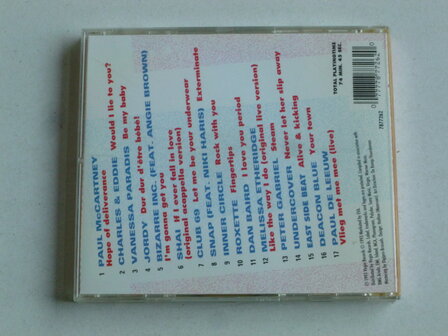 1 PAUL McCARTNEY
Hope of deliverance
2 CHARLES & EDDIE Would I lie to you?
3 VANESSA PARADIS Be my baby
4 JORDY Dur dur d'être bébé!
5 BIZARRE INC. (FEAT. ANGIE BROWN)
I'm gonna get you
6 SHAI If I ever fall in love
(original acappella version)
7 CLUB 69 Let me be your underwear
8 SNAP (FEAT. NIKI HARIS) Exterminate
9 INNER CIRCLE Rock with you
10 ROXETTE Fingertips
11 DAN BAIRD I love you period
12 MELISSA ETHERIDGE
Like the way I do (original live version)
13 PETER GABRIEL Steam
14 UNDERCOVER Never let her slip away
15 EAST SIDE BEAT Alive & kicking
16 DEACON BLUE Your town
17 PAUL DE LEEUW
Vlieg met me mee (live)
TOTAL PLAYINGTIME
74 MIN. 45 SEC.
7877262
0 077778 772620